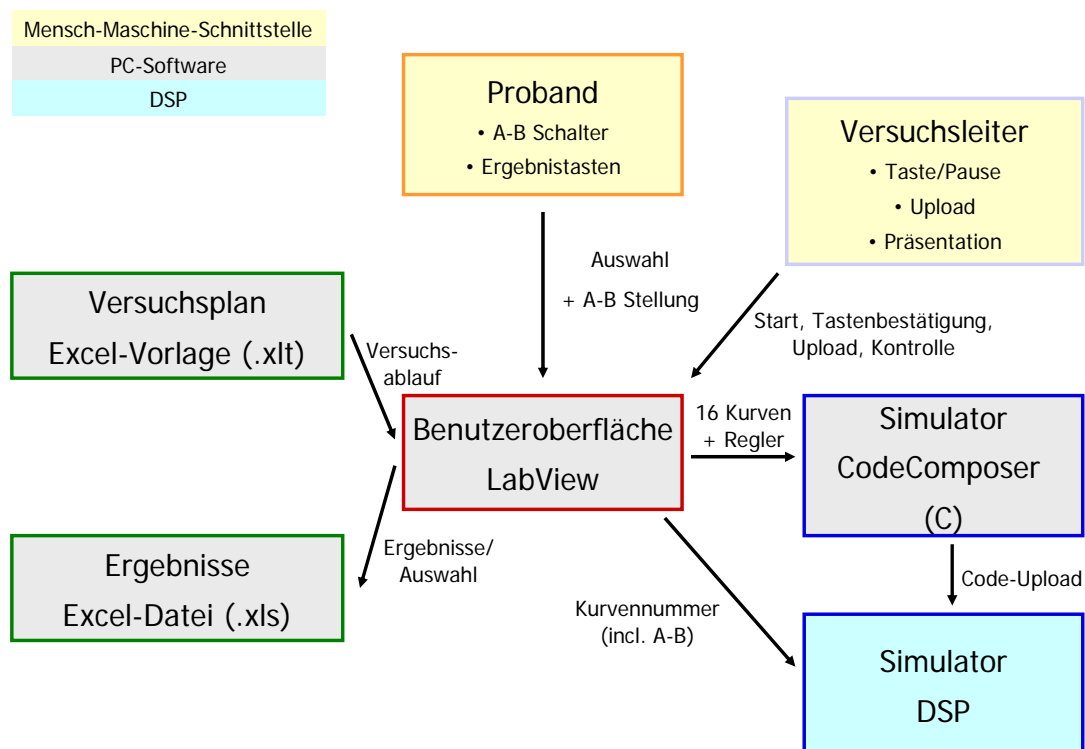 Mensch-Maschine-Schnittstelle
PC-Software
DSP
Proband
• A-B Schalter
• Ergebnistasten
Versuchsleiter
• Taste/Pause
• Upload
• Präsentation
Auswahl
+ A-B Stellung
Start, Tastenbestätigung,
Upload, Kontrolle
Versuchsplan
Excel-Vorlage (.xlt)
Versuchs-
ablauf
Benutzeroberfläche
LabView
16 Kurven
+ Regler
Simulator
CodeComposer
(C)
Ergebnisse
Excel-Datei (.xls)
Ergebnisse/
Auswahl
Code-Upload
Kurvennummer
(incl. A-B)
Simulator
DSP